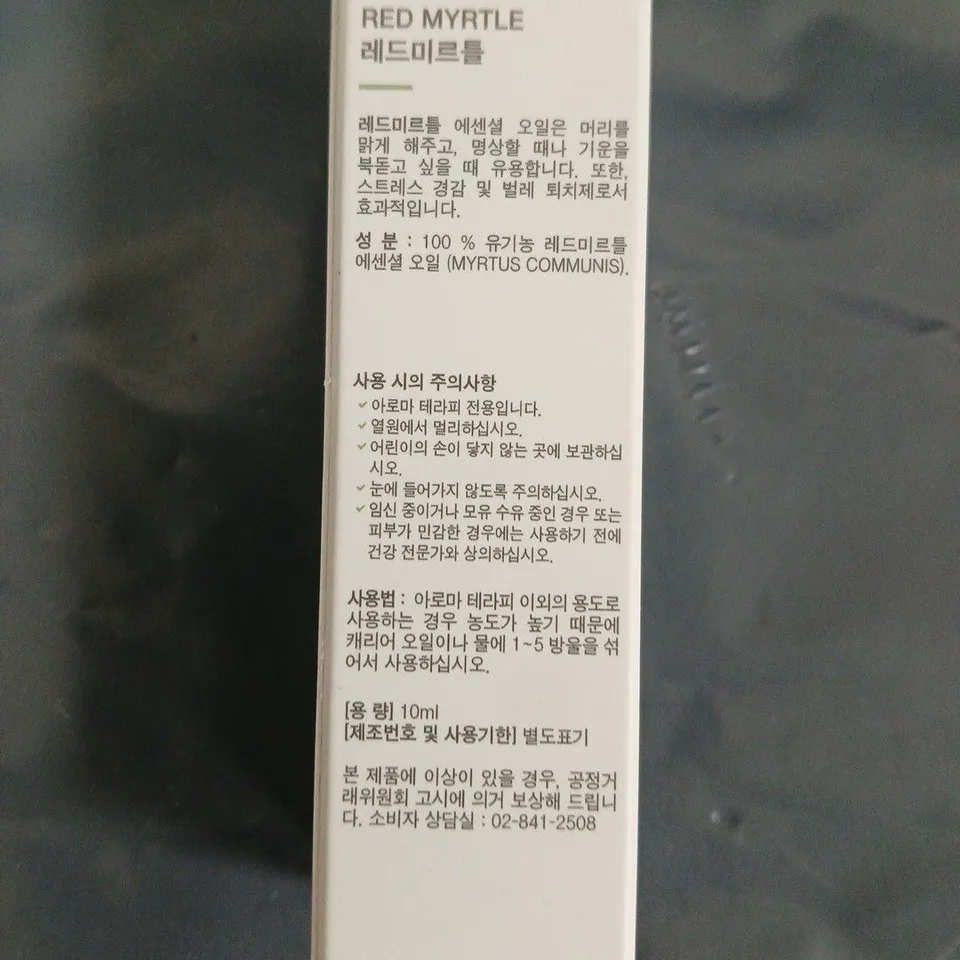 RED MYRTLE
레드미르틀
레드미르틀 에센셜 오일은 머리를
맑게 해주고, 명상할 때나 기운을
북돋고 싶을 때 유용합니다. 또한,
스트레스 경감 및 벌레 퇴치제로서
효과적입니다.
성 분 : 100 % 유기농 레드미르틀
에센셜 오일 (MYRTUS COMMUNIS).
사용 시의 주의사항
✓아로마 테라피 전용입니다.
✓열원에서 멀리하십시오.
✓어린이의 손이 닿지 않는 곳에 보관하십
시오.
✓눈에 들어가지 않도록 주의하십시오.
✓임신 중이거나 모유 수유 중인 경우 또는
피부가 민감한 경우에는 사용하기 전에
건강 전문가와 상의하십시오.
사용법 : 아로마 테라피 이외의 용도로
사용하는 경우 농도가 높기 때문에
캐리어 오일이나 물에 1~5 방울을 섞
어서 사용하십시오.
[용 량] 10ml
[제조번호 및 사용기한] 별도표기
본 제품에 이상이 있을 경우, 공정거
래위원회 고시에 의거 보상해 드립니
다. 소비자 상담실 : 02-841-2508